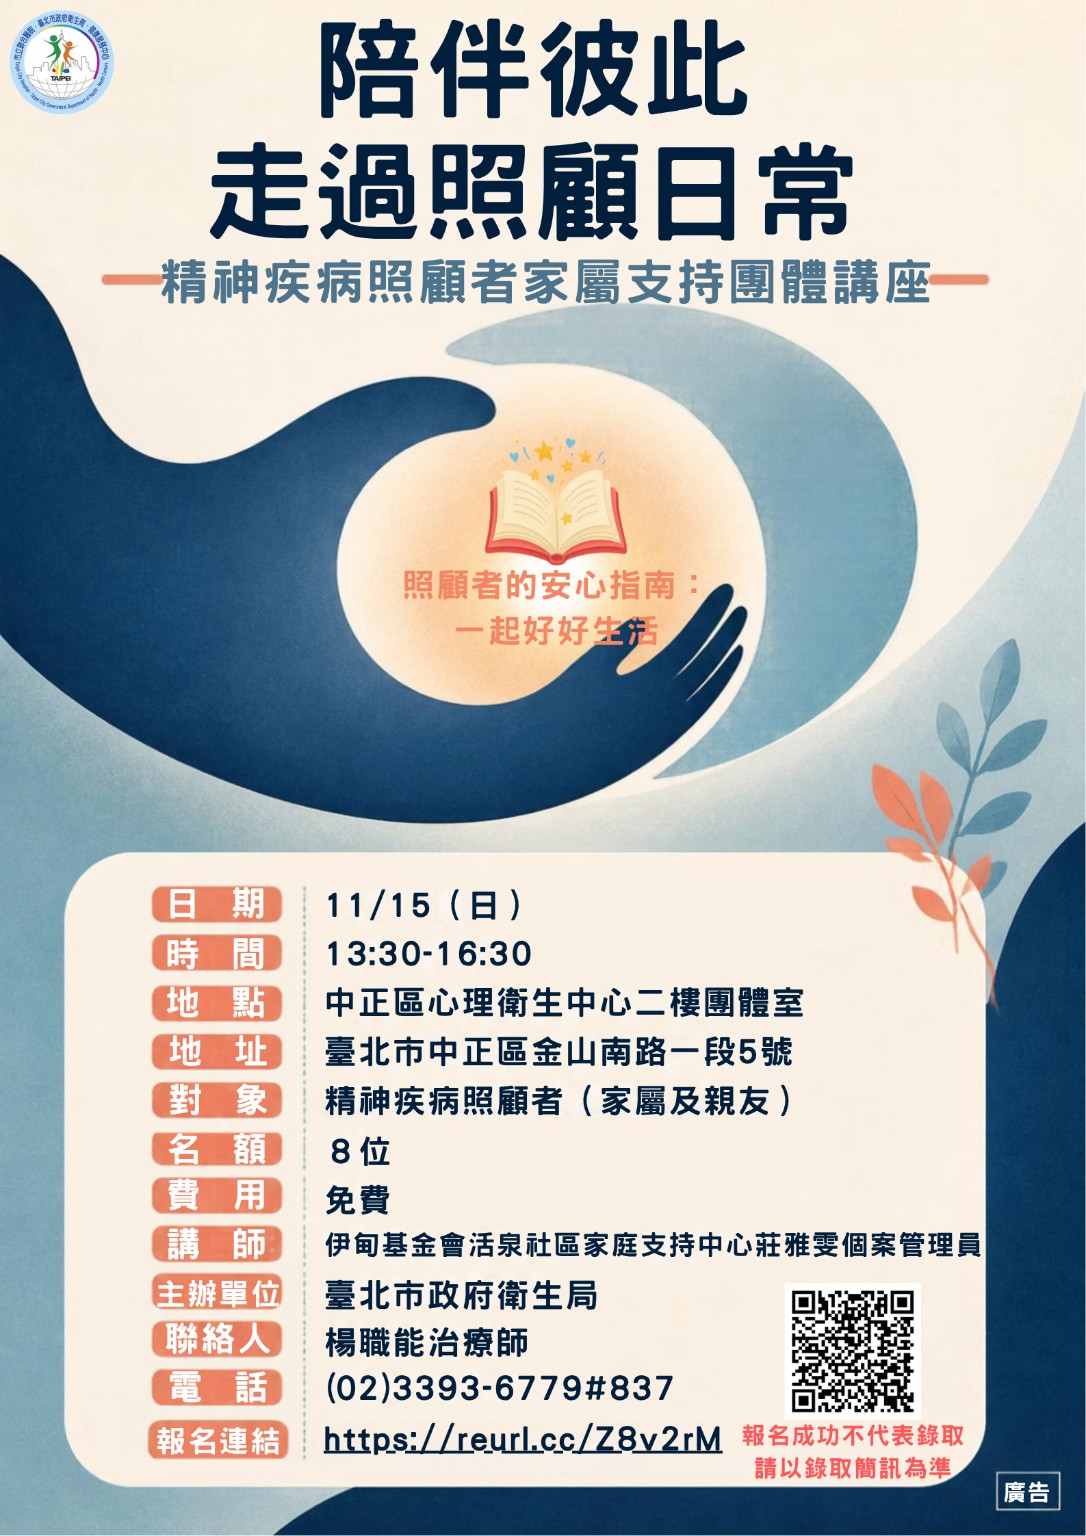 陪伴彼此
走過照顧日常
精神疾病照顧者家屬支持團體講座
TAIPEI
照顧者的安心指南：
一起好好生活
日期 11/15（日）
時間 13:30-16:30
地點 中正區心理衛生中心二樓團體室
地址 臺北市中正區金山南路一段5號
對象 精神疾病照顧者（家屬及親友）
名額 8位
費用 免費
講師 伊甸基金會活泉社區家庭支持中心莊雅雯個案管理員
主辦單位 臺北市政府衛生局
聯絡人 楊職能治療師
電話 (02)3393-6779#837
報名連結 https://reurl.cc/Z8v2rM
報名成功不代表錄取
請以錄取簡訊為準
廣告